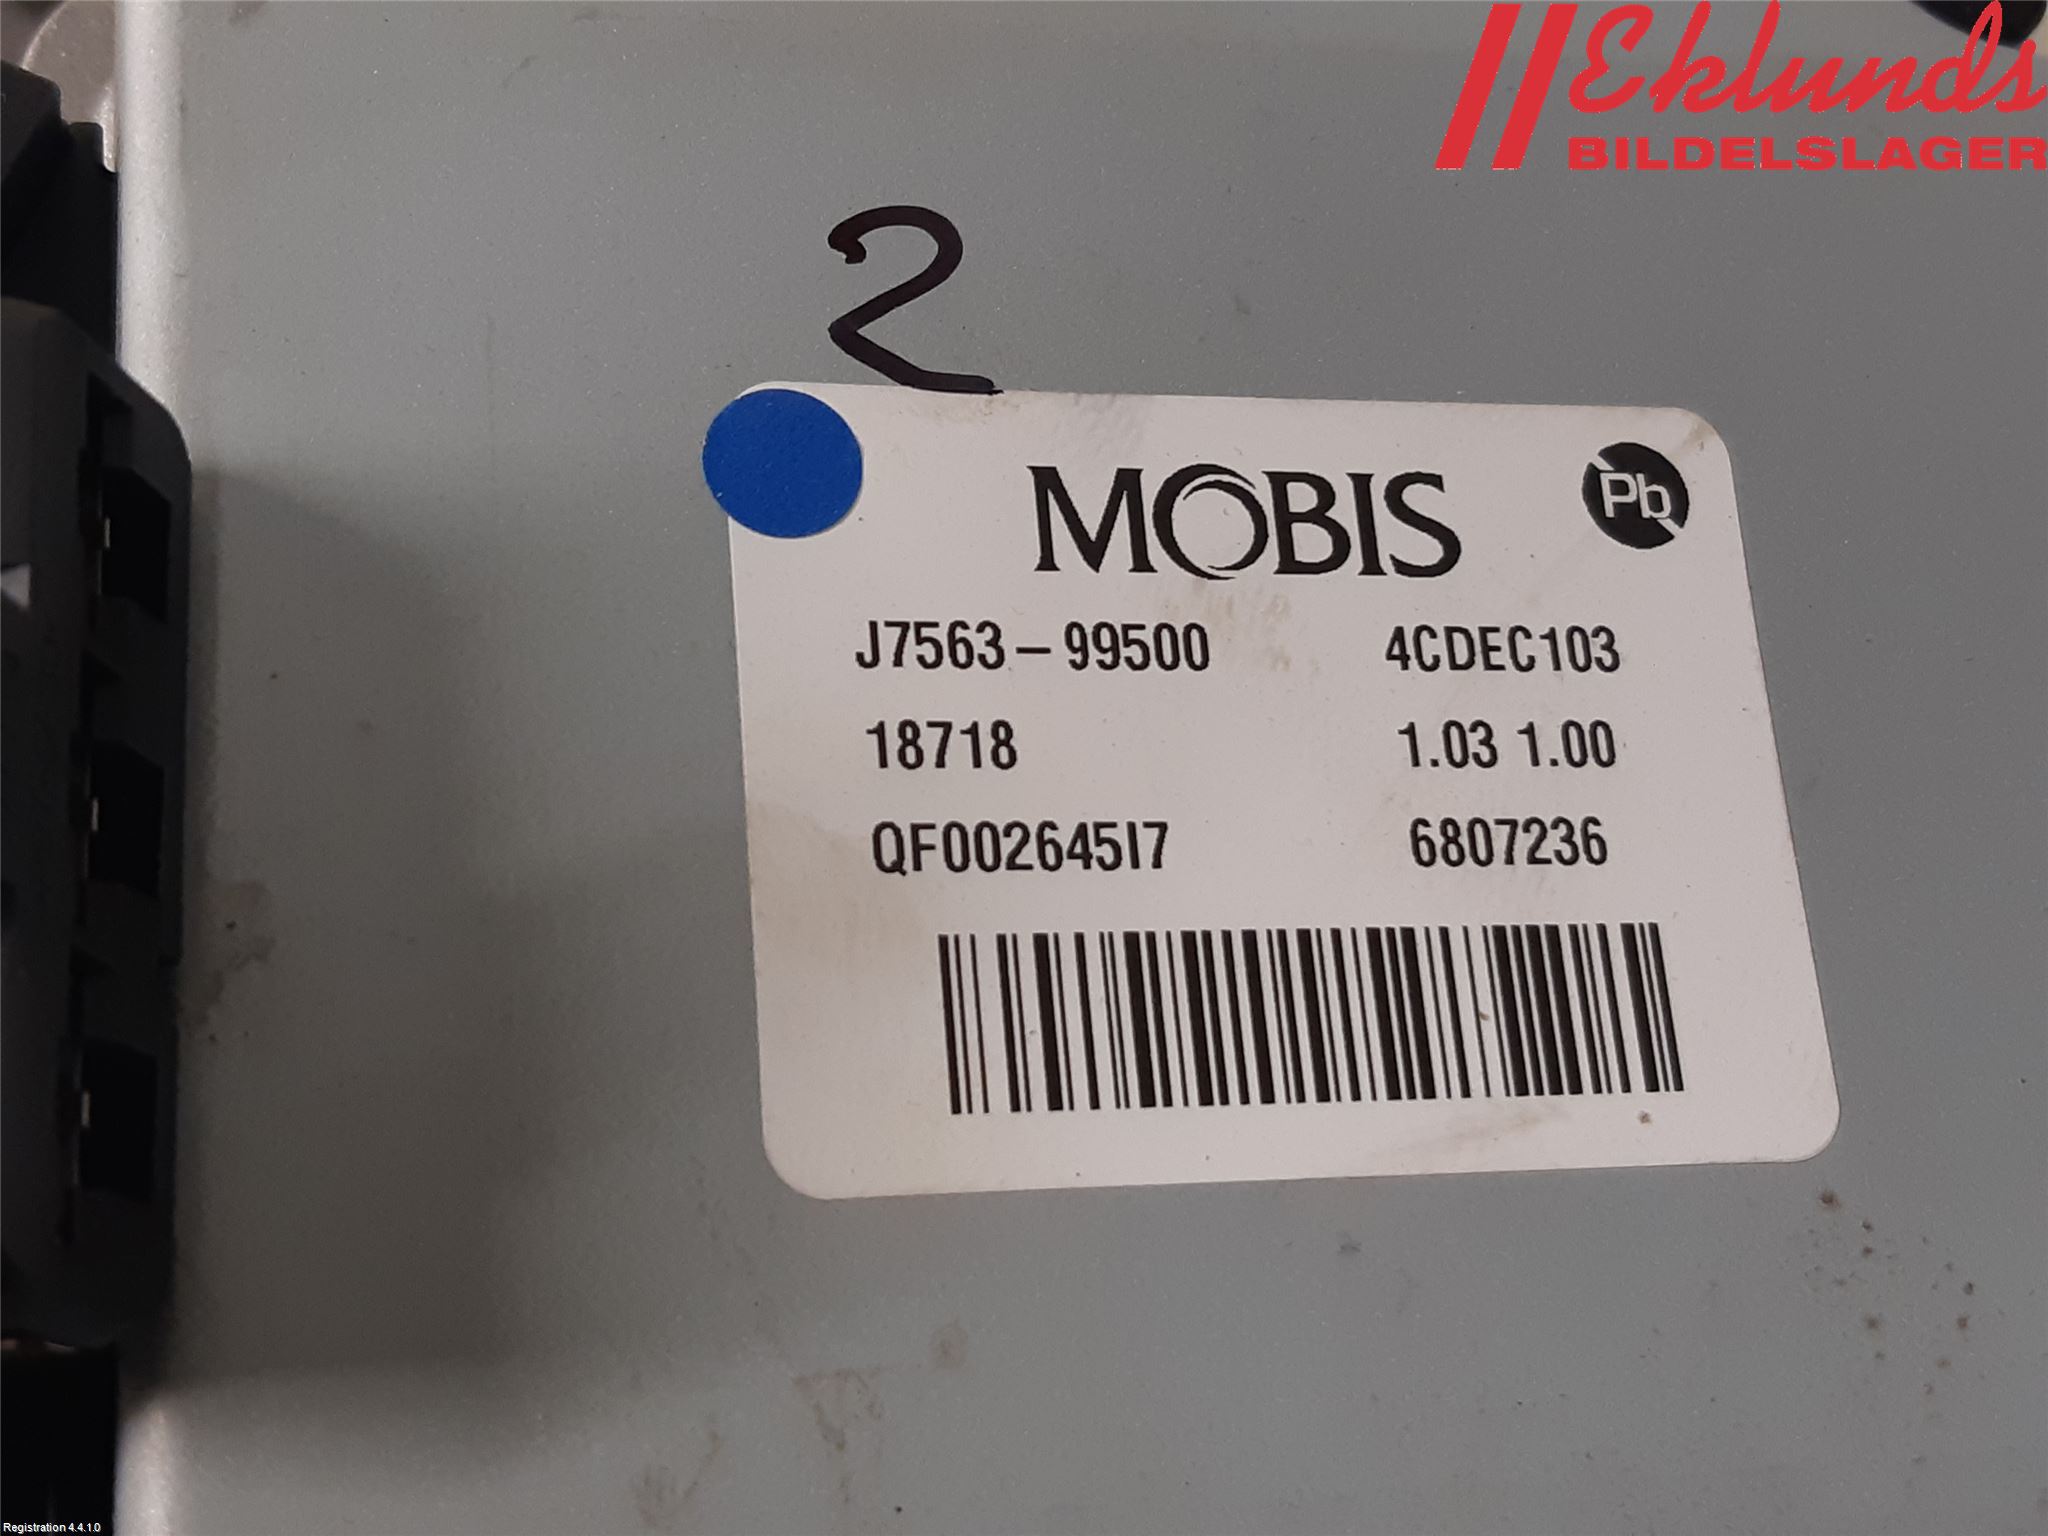 Eklunds
BILDELSLAGER
2
MOBIS
Pb
J7563-99500 4CDEC103
18718 1.03 1.00
QF002645I7 6807236
Registration 4.4.1.0